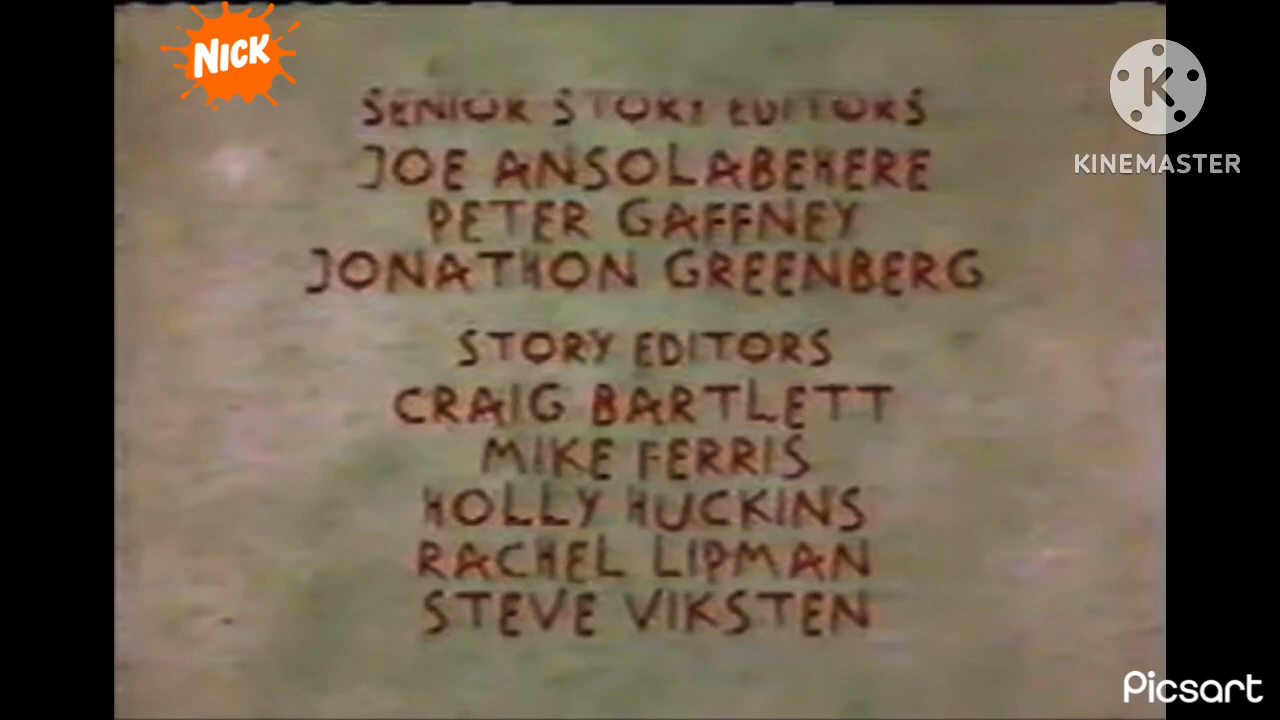 NICK
SENIOR STORY EDITORS
JOE ANSOLABEHERE
PETER GAFFNEY
JONATHON GREENBERG
STORY EDITORS
CRAIG BARTLETT
MIKE FERRIS
HOLLY HUCKINS
RACHEL LIPMAN
STEVE VIKSTEN
K
KINEMASTER
Picsart